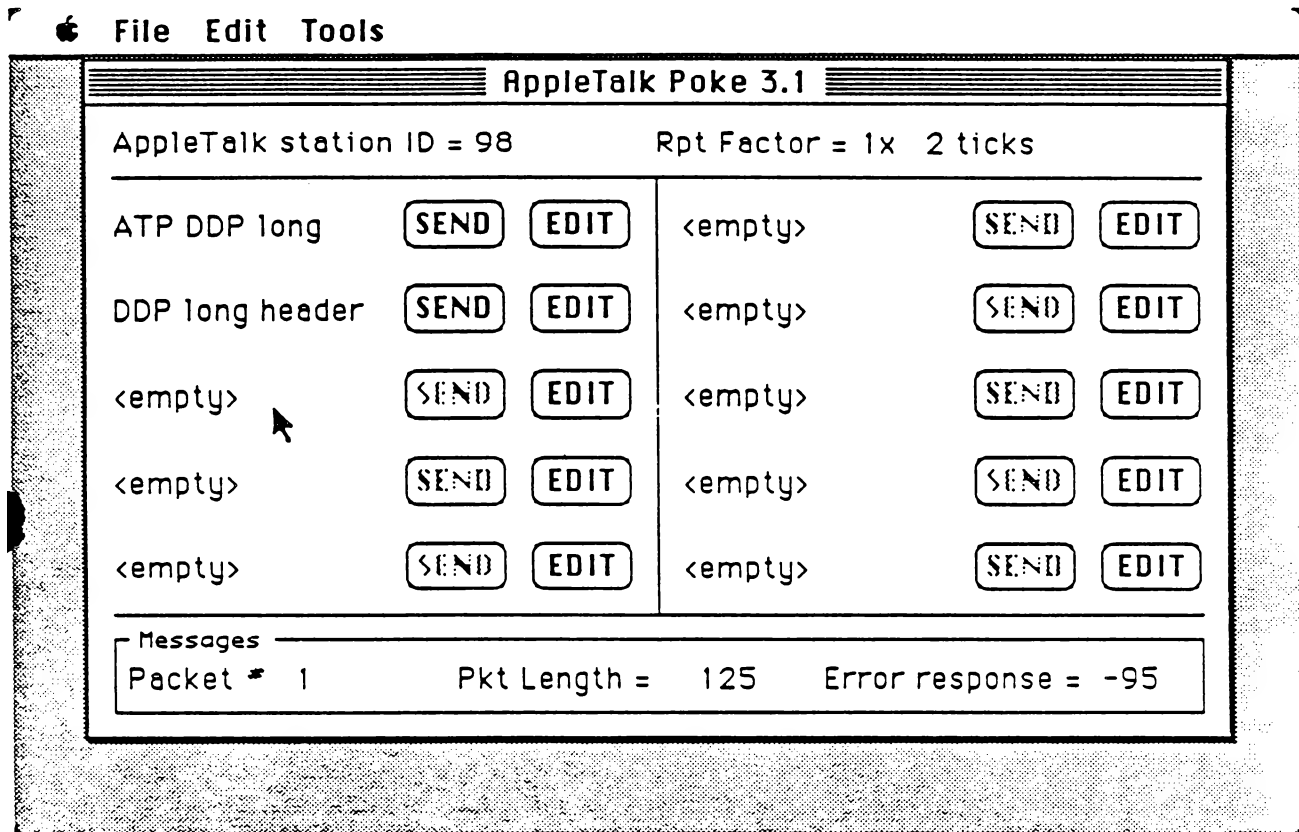 File Edit Tools
AppleTalk Poke 3.1
AppleTalk station ID = 98 Rpt Factor = 1x 2 ticks
ATP DDP long SEND EDIT <empty> SEND EDIT
DDP long header SEND EDIT <empty> SEND EDIT
<empty> SEND EDIT <empty> SEND EDIT
<empty> SEND EDIT <empty> SEND EDIT
<empty> SEND EDIT <empty> SEND EDIT
Messages
Packet # 1 Pkt Length = 125 Error response = -95